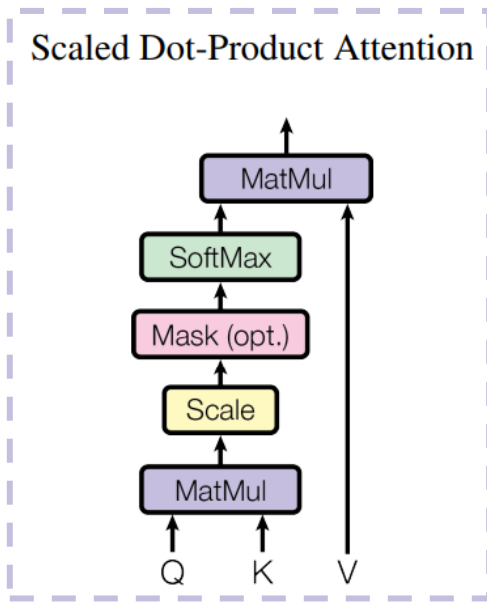 Scaled Dot-Product Attention
MatMul
SoftMax
Mask (opt.)
Scale
MatMul
Q K V